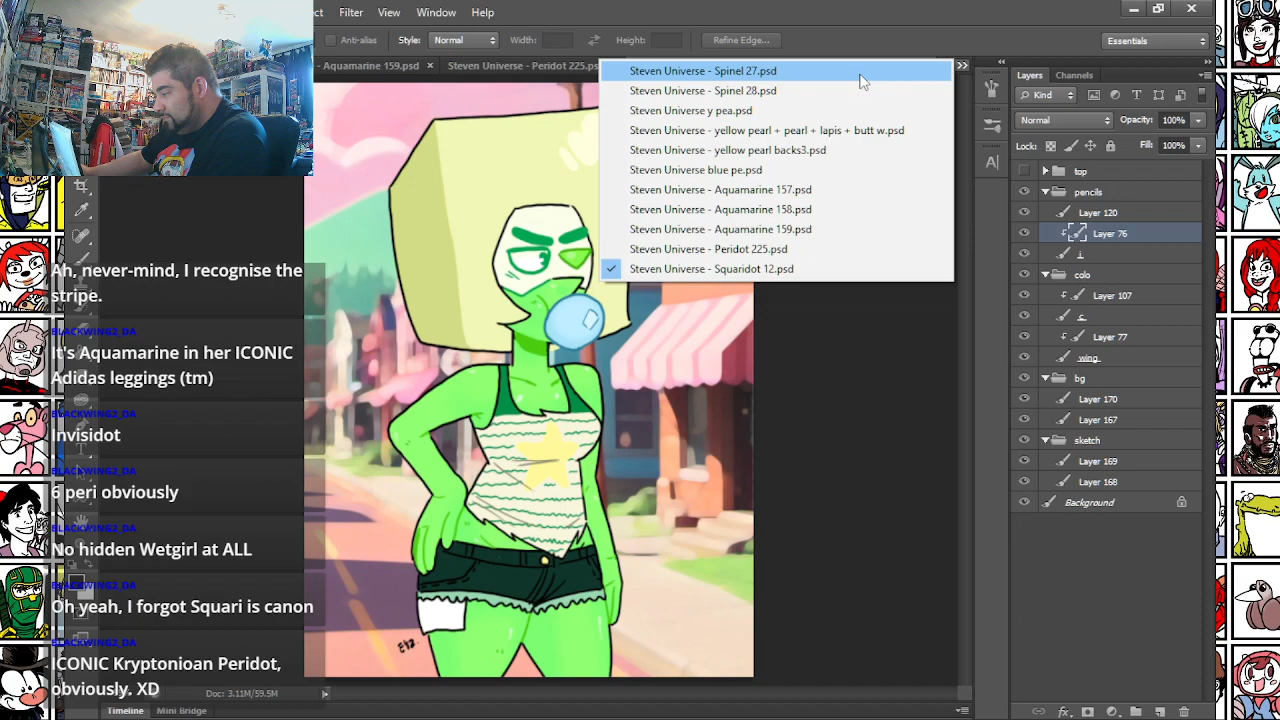 ct Filter View Window Help
Anti-alias Style: Normal Width: Height: Refine Edge... Essentials
- Aquamarine 159.psd × Steven Universe - Peridot 225.ps
Steven Universe - Spinel 27.psd
Steven Universe - Spinel 28.psd
Steven Universe y pea.psd
Steven Universe - yellow pearl + pearl + lapis + butt w.psd
Steven Universe - yellow pearl backs3.psd
Steven Universe blue pe.psd
Steven Universe - Aquamarine 157.psd
Steven Universe - Aquamarine 158.psd
Steven Universe - Aquamarine 159.psd
Steven Universe - Peridot 225.psd
Steven Universe - Squaridot 12.psd
Layers Channels
Kind
Normal Opacity: 100%
Lock: Fill: 100%
top
pencils
Layer 120
Layer 76
i
colo
Layer 107
c
Layer 77
wing
bg
Layer 170
Layer 167
sketch
Layer 169
Layer 168
Background
Ah, never-mind, I recognise the
stripe.
BLACKWING2_DA
It's Aquamarine in her ICONIC
Adidas leggings (tm)
BLACKWING2_DA
Invisidot
BLACKWING2_DA
6 peri obviously
BLACKWING2_DA
No hidden Wetgirl at ALL
BLACKWING2_DA
Oh yeah, I forgot Squari is canon
BLACKWING2_DA
ICONIC Kryptonioan Peridot,
obviously. XD
Doc: 3.11M/59.5M
Timeline Mini Bridge